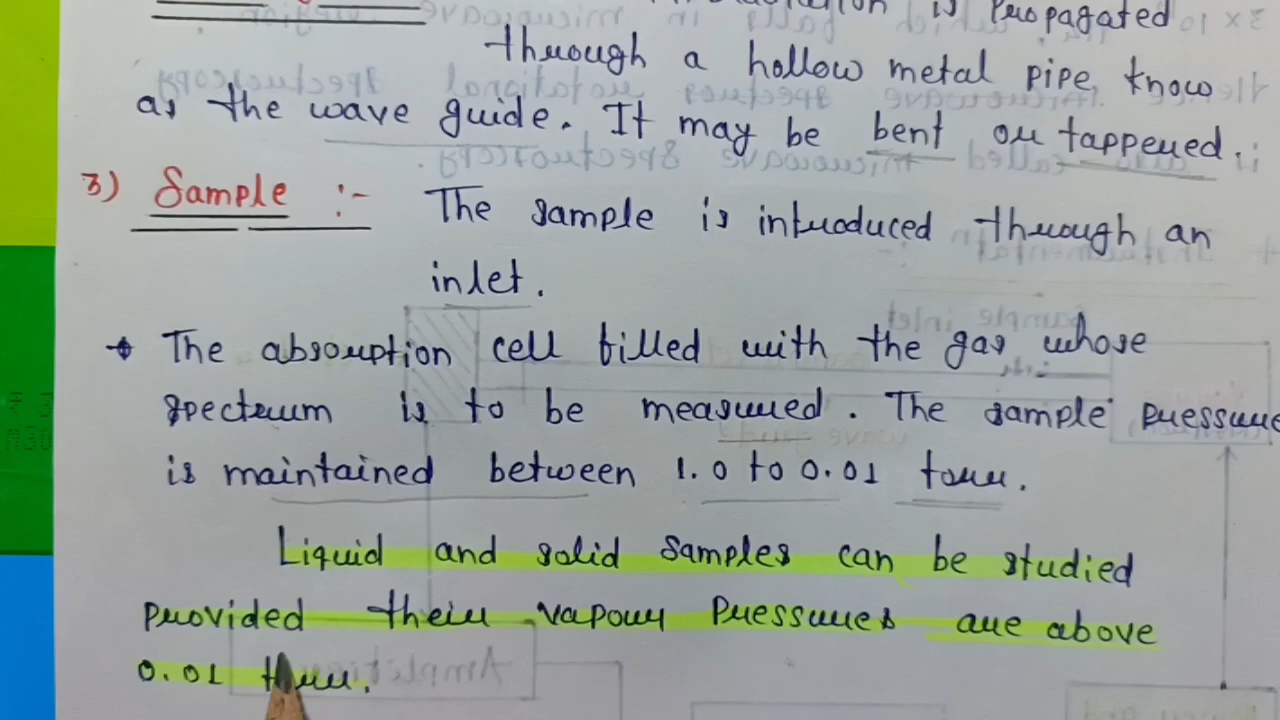 is Propagated
through a hollow metal pipe, know
as the wave guide. It may be bent or tappered.
3) Sample :- The sample is introduced through an
inlet.
The absorption cell filled with the gas whose
spectrum is to be measured. The sample pressure
is maintained between 1.0 to 0.01 torr.
Liquid and solid samples can be studied
provided their vapour pressures are above
0.01